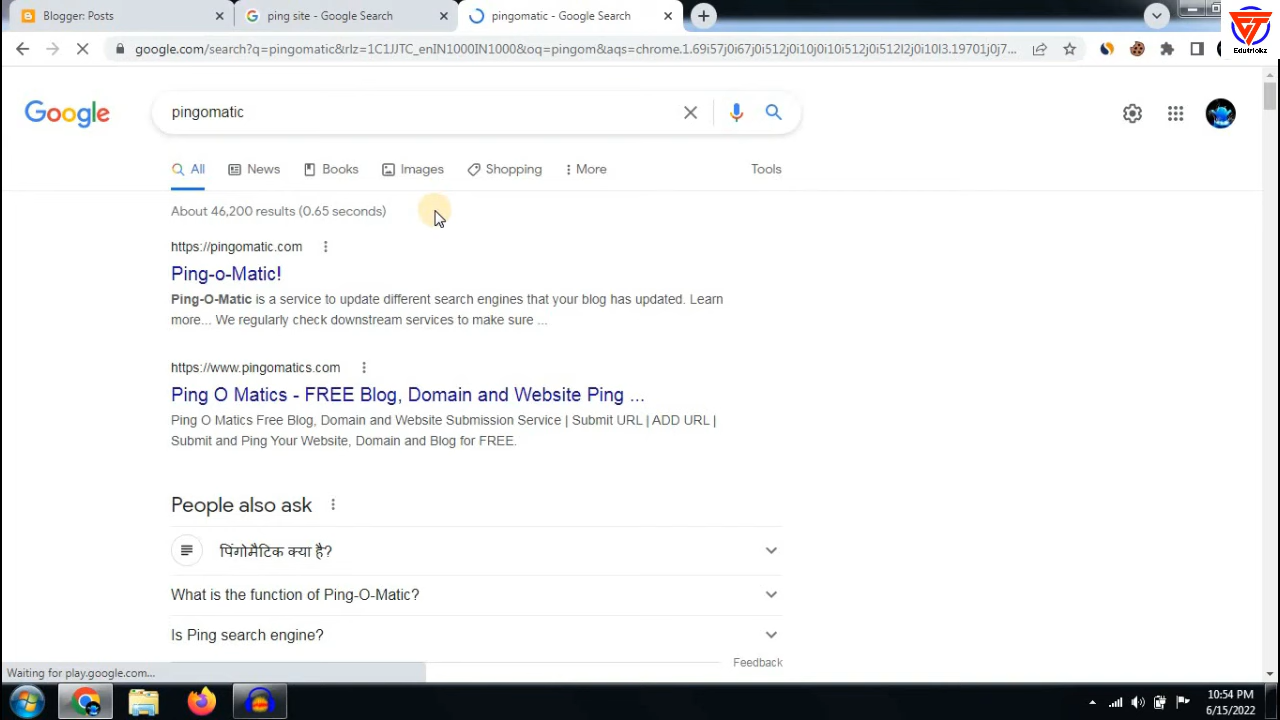 Blogger: Posts
ping site - Google Search
pingomatic - Google Search
Edutrickz
google.com/search?q=pingomatic&rlz=1C1JJTC_enIN1000IN1000&oq=pingom&aqs=chrome.1.69i57j0i67j0i512j0i10j0i10i512j0i512l2j0i10l3.19701j0j7...
Google
pingomatic
All
News
Books
Images
Shopping
More
Tools
About 46,200 results (0.65 seconds)
https://pingomatic.com
Ping-o-Matic!
Ping-O-Matic is a service to update different search engines that your blog has updated. Learn
more... We regularly check downstream services to make sure ...
https://www.pingomatics.com
Ping O Matics - FREE Blog, Domain and Website Ping ...
Ping O Matics Free Blog, Domain and Website Submission Service | Submit URL | ADD URL |
Submit and Ping Your Website, Domain and Blog for FREE.
People also ask
पिंगोमैटिक क्या है?
What is the function of Ping-O-Matic?
Is Ping search engine?
Feedback
Waiting for play.google.com...
10:54 PM
6/15/2022